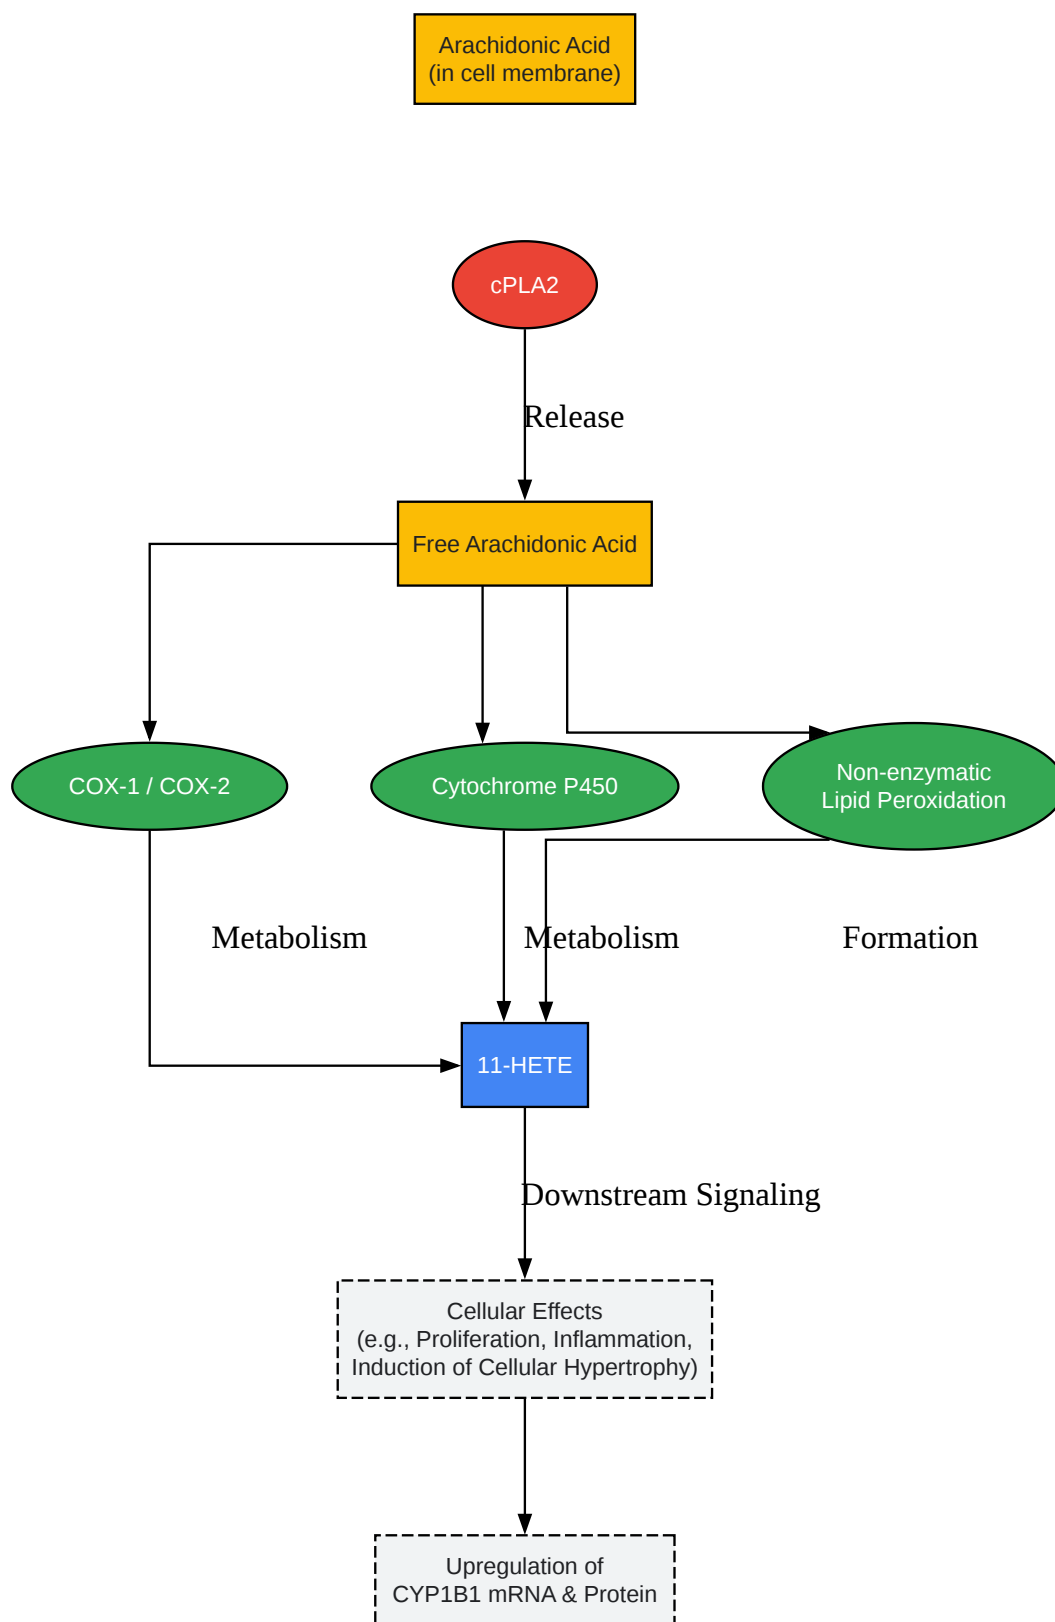 Arachidonic Acid
(in cell membrane)
cPLA2
Release
Free Arachidonic Acid
COX-1 / COX-2
Cytochrome P450
Non-enzymatic
Lipid Peroxidation
Metabolism
Metabolism
Formation
11-HETE
Downstream Signaling
Cellular Effects
(e.g., Proliferation, Inflammation,
Induction of Cellular Hypertrophy)
Upregulation of
CYP1B1 mRNA & Protein